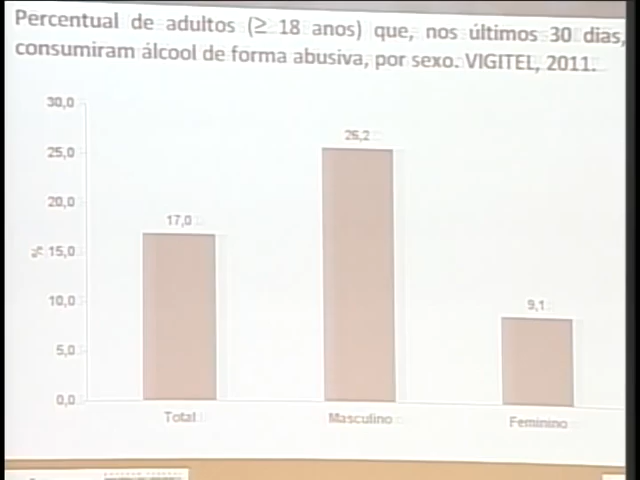 Percentual de adultos (≥ 18 anos) que, nos últimos 30 dias,
consumiram álcool de forma abusiva, por sexo. VIGITEL, 2011.
30,0
25,0
20,0
15,0
10,0
5,0
0,0
%
17,0
25,2
9,1
Total
Masculino
Feminino